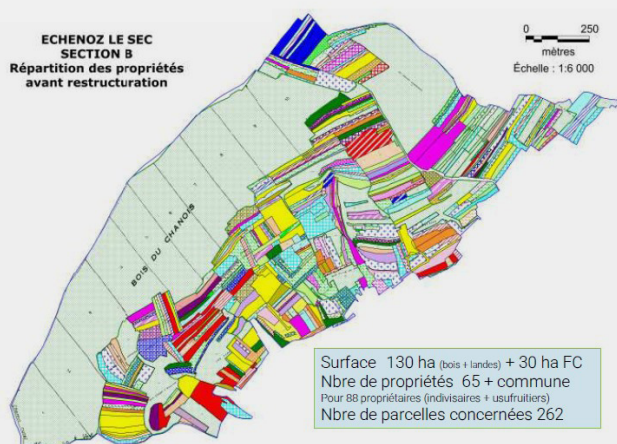 ECHENOZ LE SEC
SECTION B
Répartition des propriétés
avant restructuration
0 250
mètres
Échelle : 1:6 000
BOIS DU CHANOIS
Surface 130 ha (bois + landes) + 30 ha FC
Nbre de propriétés 65 + commune
Pour 88 propriétaires (indivisaires + usufruitiers)
Nbre de parcelles concernées 262